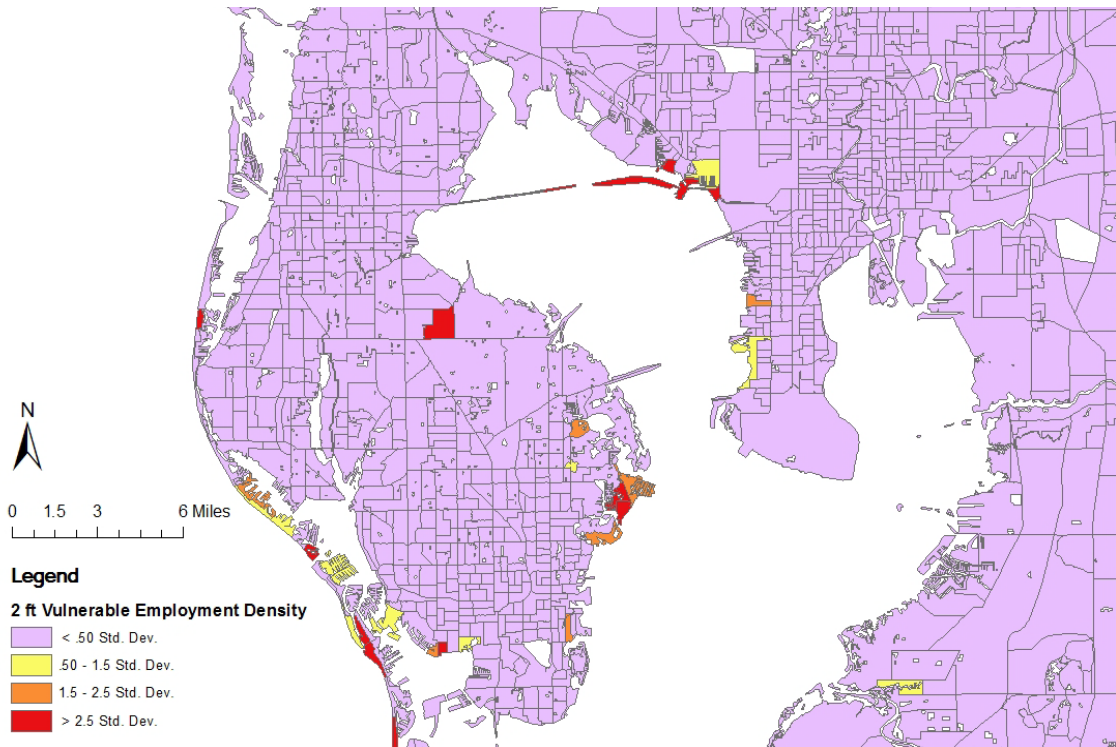 N
0 1.5 3 6 Miles
Legend
2 ft Vulnerable Employment Density
< .50 Std. Dev.
.50 - 1.5 Std. Dev.
1.5 - 2.5 Std. Dev.
> 2.5 Std. Dev.